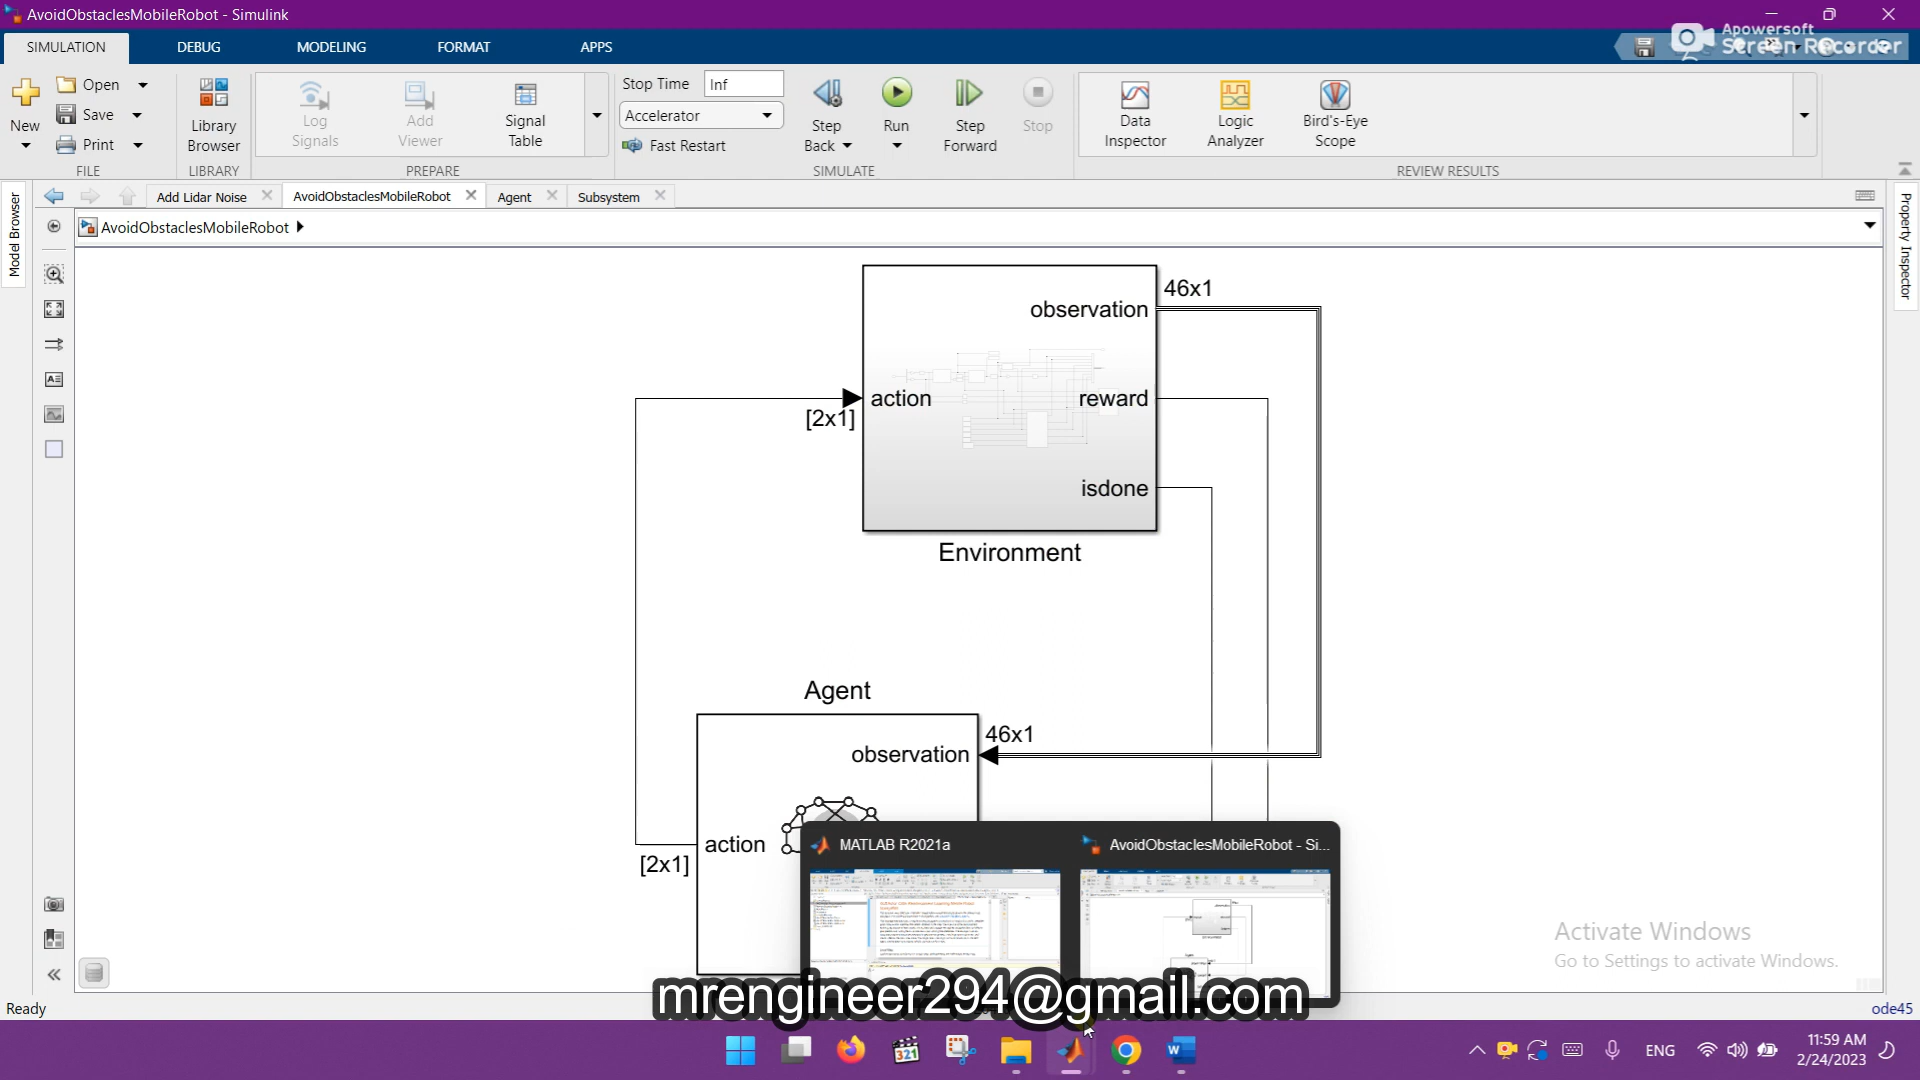 AvoidObstaclesMobileRobot - Simulink
Apowersoft
Screen Recorder
SIMULATION
DEBUG
MODELING
FORMAT
APPS
New
Open
Save
Print
FILE
Library
Browser
LIBRARY
Log
Signals
Add
Viewer
Signal
Table
PREPARE
Stop Time
Inf
Accelerator
Fast Restart
Step
Back
Run
Step
Forward
Stop
SIMULATE
Data
Inspector
Logic
Analyzer
Bird's-Eye
Scope
REVIEW RESULTS
Model Browser
Add Lidar Noise
AvoidObstaclesMobileRobot
Agent
Subsystem
Property Inspector
AvoidObstaclesMobileRobot
observation
46x1
action
[2x1]
reward
isdone
Environment
Agent
observation
46x1
action
[2x1]
MATLAB R2021a
AvoidObstaclesMobileRobot - Si...
Activate Windows
Go to Settings to activate Windows.
mrengineer294@gmail.com
Ready
ode45
321
ENG
11:59 AM
2/24/2023